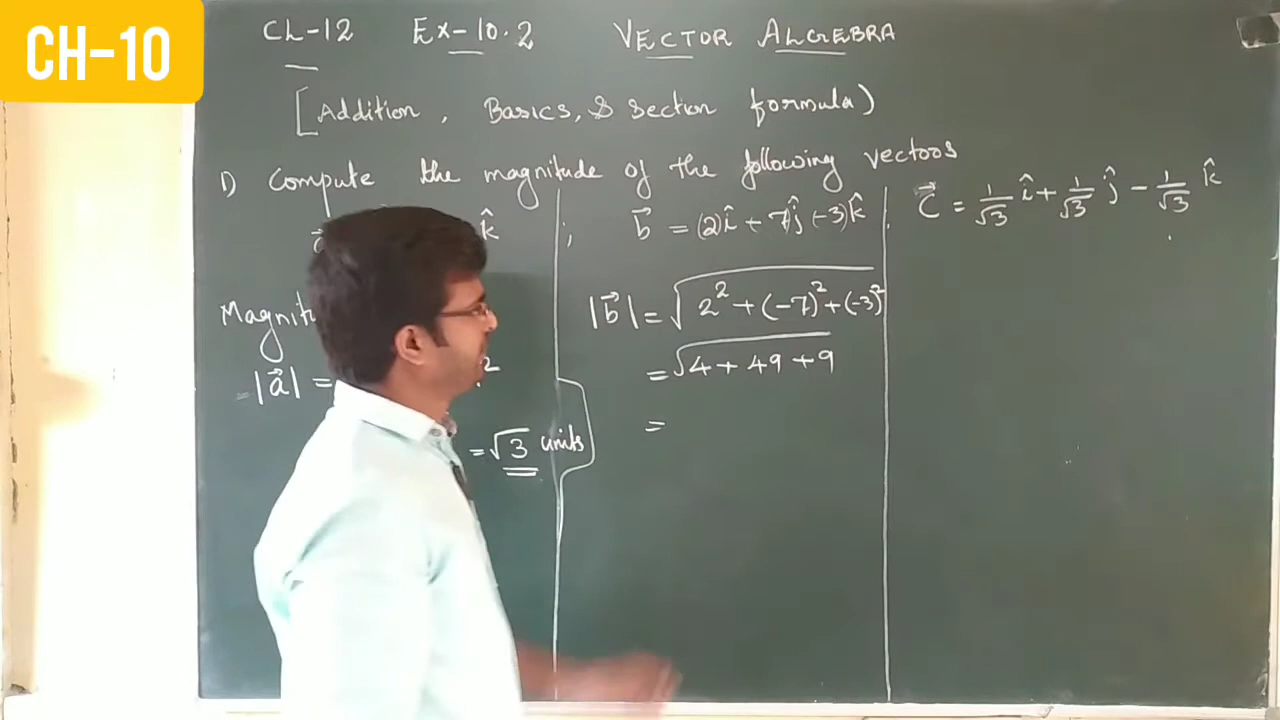 CH-10
CH-12 Ex-10.2 VECTOR ALGEBRA
[Addition, Basics, & section formula)
1) Compute the magnitude of the following vectors
k̂ ; b⃗ = (2)î + 7)ĵ (-3)k̂ . c⃗ = 1/√3 î + 1/√3 ĵ - 1/√3 k̂
|b⃗| = √2² + (-7)² + (-3)²
|a⃗| = ² = √4 + 49 + 9
= √3 units =